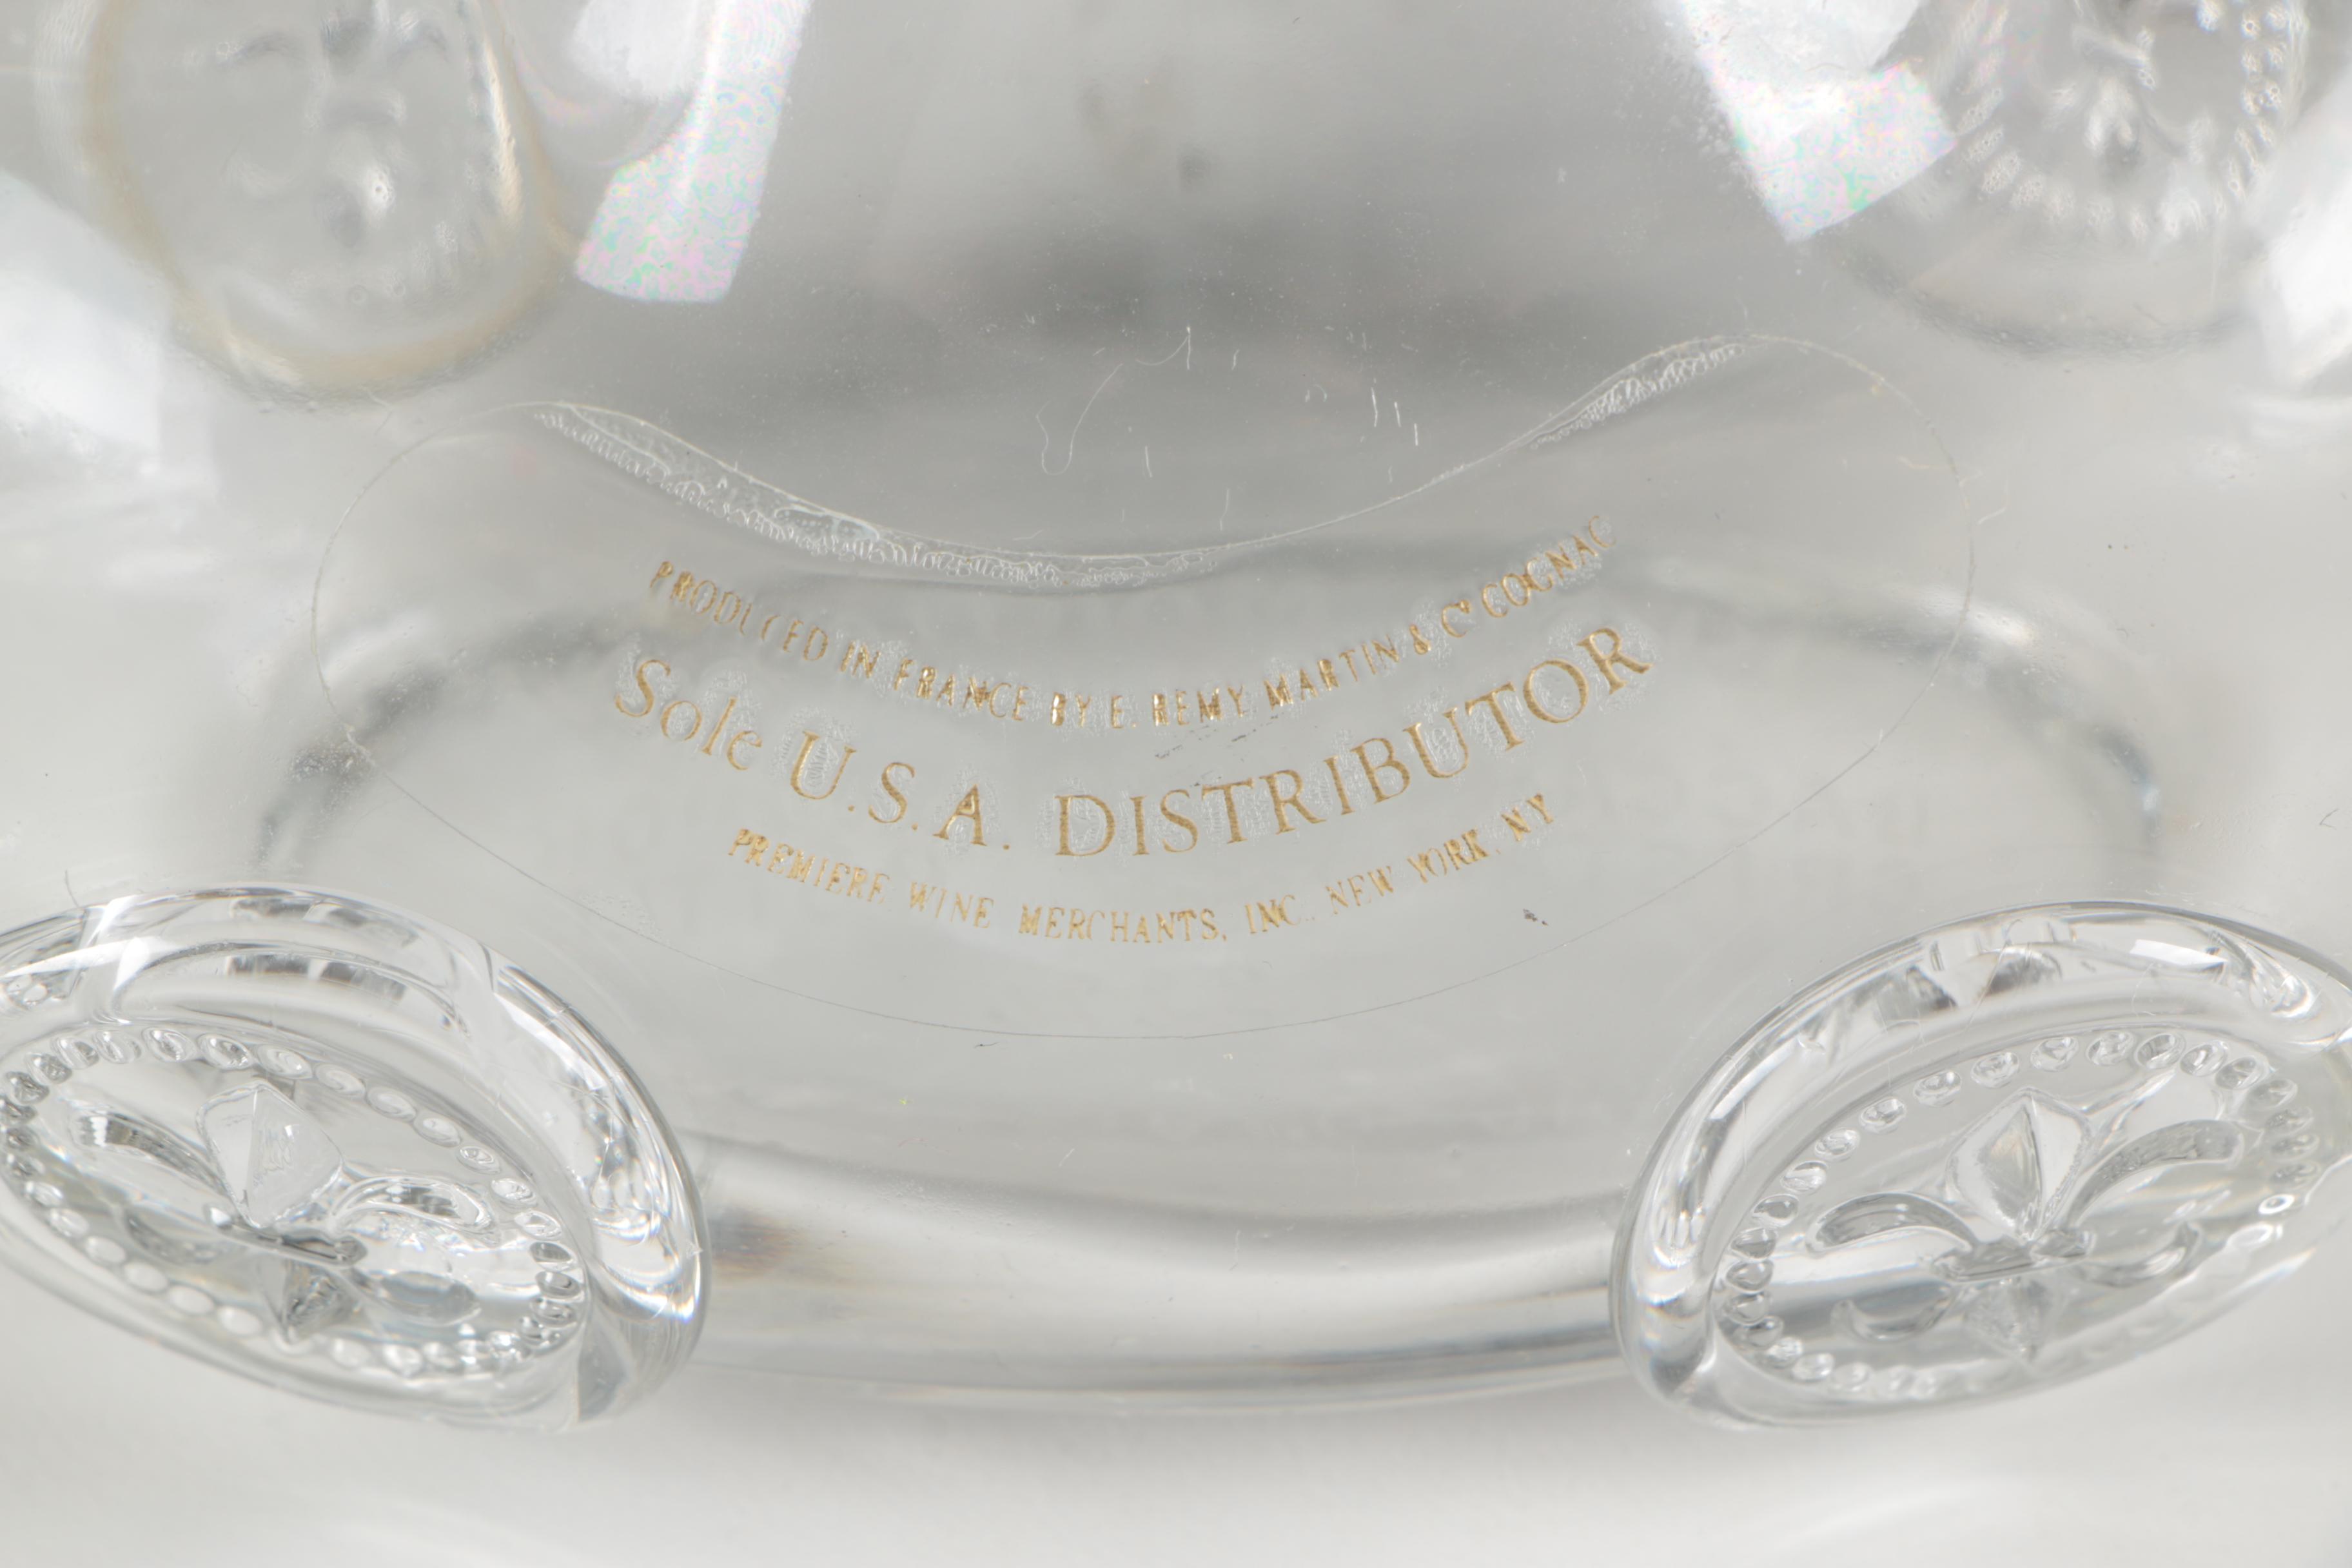 PRODUCED IN FRANCE BY E. REMY MARTIN & Cº COGNAC
Sole U.S.A. DISTRIBUTOR
PREMIERE WINE MERCHANTS, INC. NEW YORK, NY